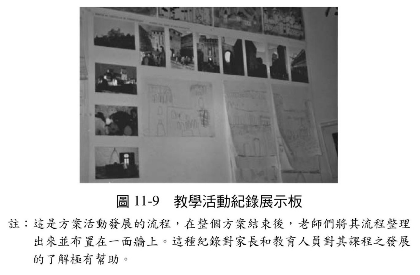 圖 11-9 教學活動紀錄展示板
註：這是方案活動發展的流程，在整個方案結束後，老師們將其流程整理
出來並布置在一面牆上。這種紀錄對家長和教育人員對其課程之發展
的了解極有幫助。